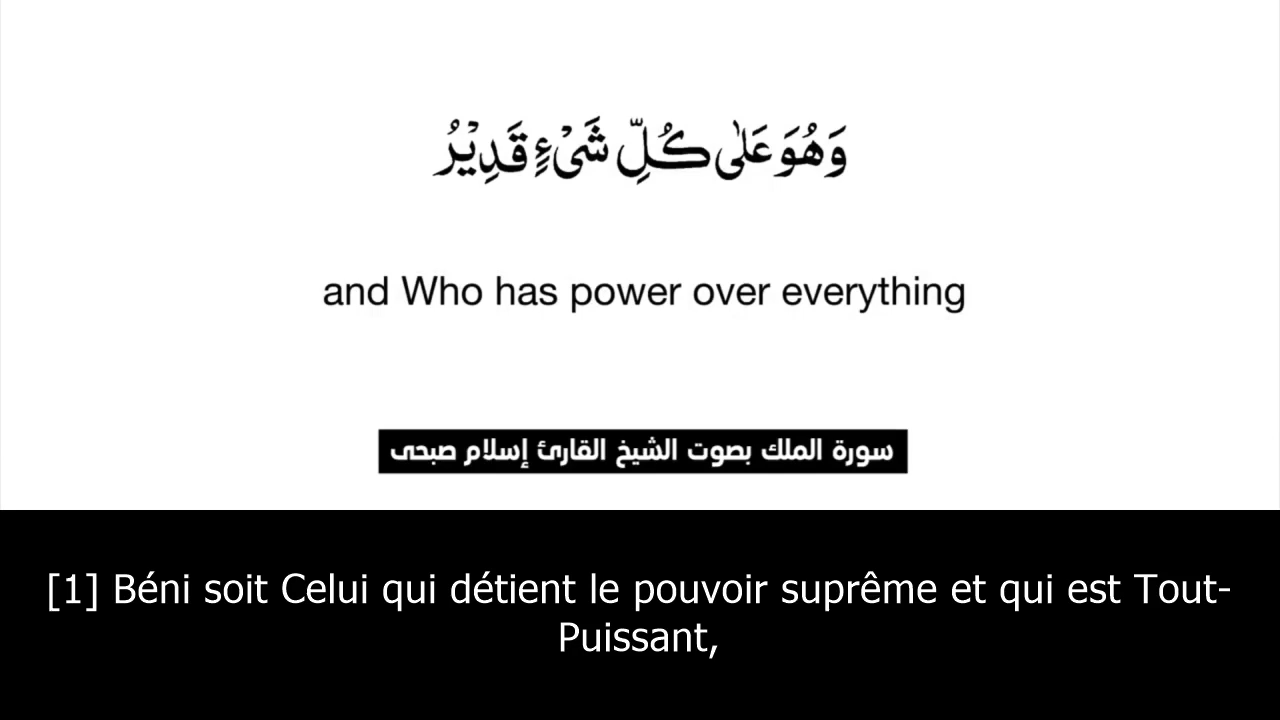 وَهُوَ عَلٰى كُلِّ شَىْءٍ قَدِيْرُ
and Who has power over everything
سورة الملك بصوت الشيخ القارئ إسلام صبحى
[1] Béni soit Celui qui détient le pouvoir suprême et qui est Tout-
Puissant,